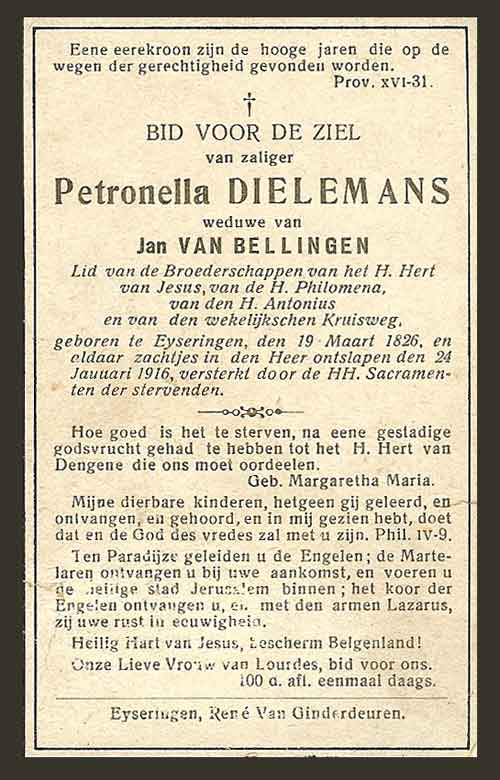 Eene eerekroon zijn de hooge jaren die op de
wegen der gerechtigheid gevonden worden.
Prov. XVI-31.
†
BID VOOR DE ZIEL
van zaliger
Petronella DIELEMANS
weduwe van
Jan VAN BELLINGEN
Lid van de Broederschappen van het H. Hert
van Jesus, van de H. Philomena,
van den H. Antonius
en van den wekelijkschen Kruisweg,
geboren te Eyseringen, den 19 Maart 1826, en
aldaar zachtjes in den Heer ontslapen den 24
Januari 1916, versterkt door de HH. Sacramen-
ten der stervenden.
Hoe goed is het te sterven, na eene gestadige
godsvrucht gehad te hebben tot het H. Hert van
Dengene die ons moet oordeelen.
Geb. Margaretha Maria.
Mijne dierbare kinderen, hetgeen gij geleerd, en
ontvangen, en gehoord, en in mij gezien hebt, doet
dat en de God des vredes zal met u zijn. Phil. IV-9.
Ten Paradijze geleiden u de Engelen; de Marte-
laren ontvangen u bij uwe aankomst, en voeren u
de heilige stad Jerusalem binnen; het koor der
Engelen ontvangen u, en met den armen Lazarus,
zij uwe rust in eeuwigheid.
Heilig Hart van Jesus, bescherm Belgenland!
Onze Lieve Vrouw van Lourdes, bid voor ons.
100 d. afl. eenmaal daags.
Eyseringen, René Van Ginderdeuren.